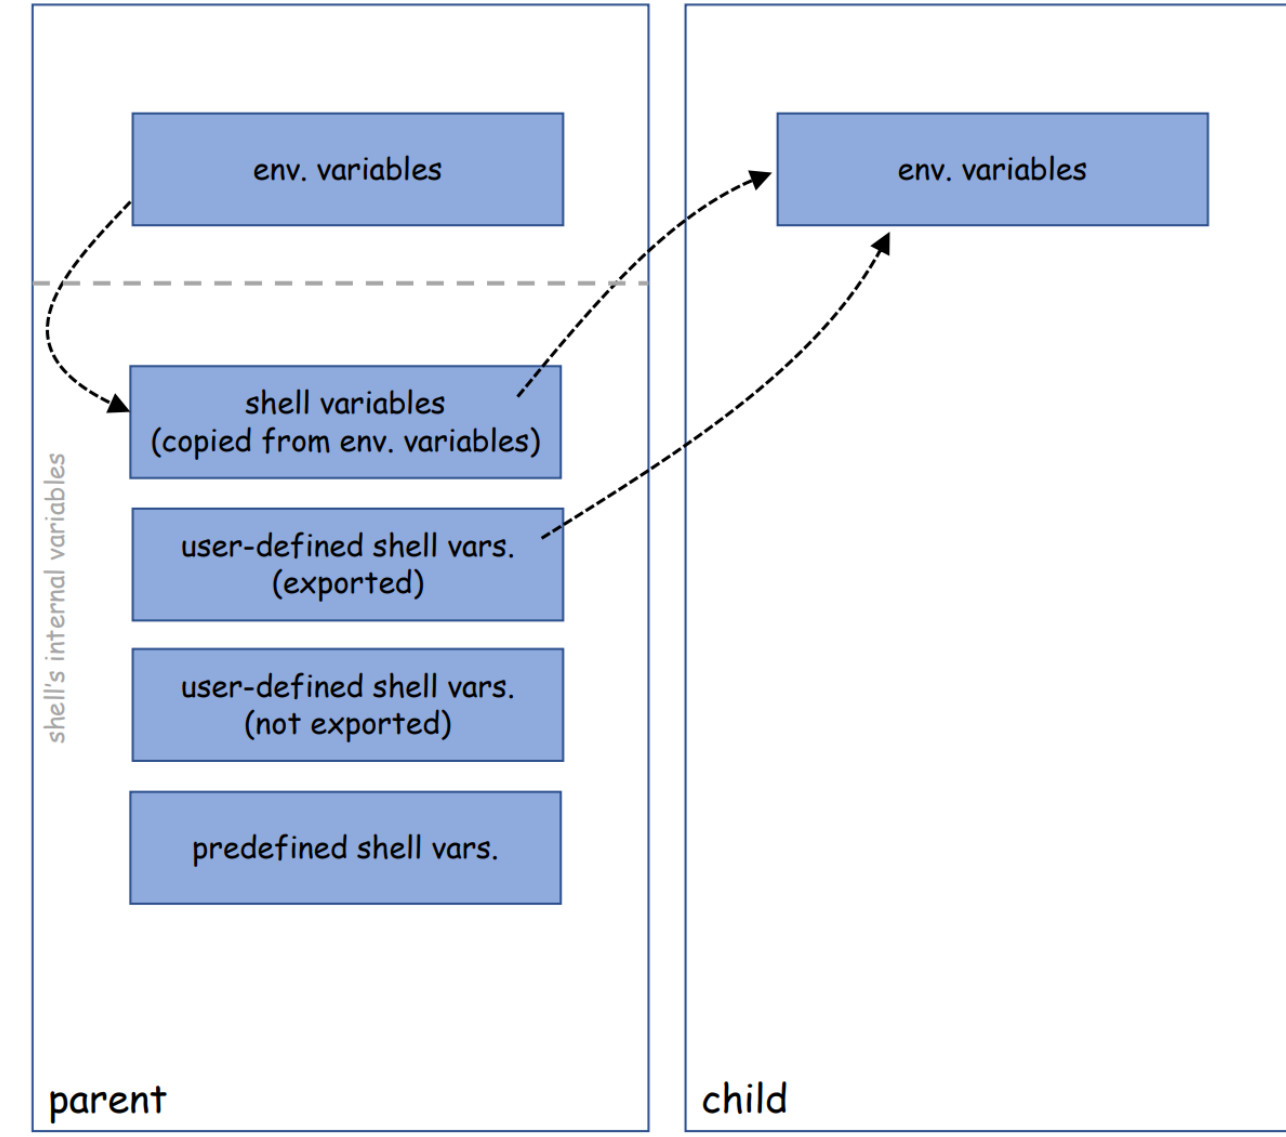 env. variables
shell variables
(copied from env. variables)
user-defined shell vars.
(exported)
user-defined shell vars.
(not exported)
predefined shell vars.
shell's internal variables
parent
env. variables
child